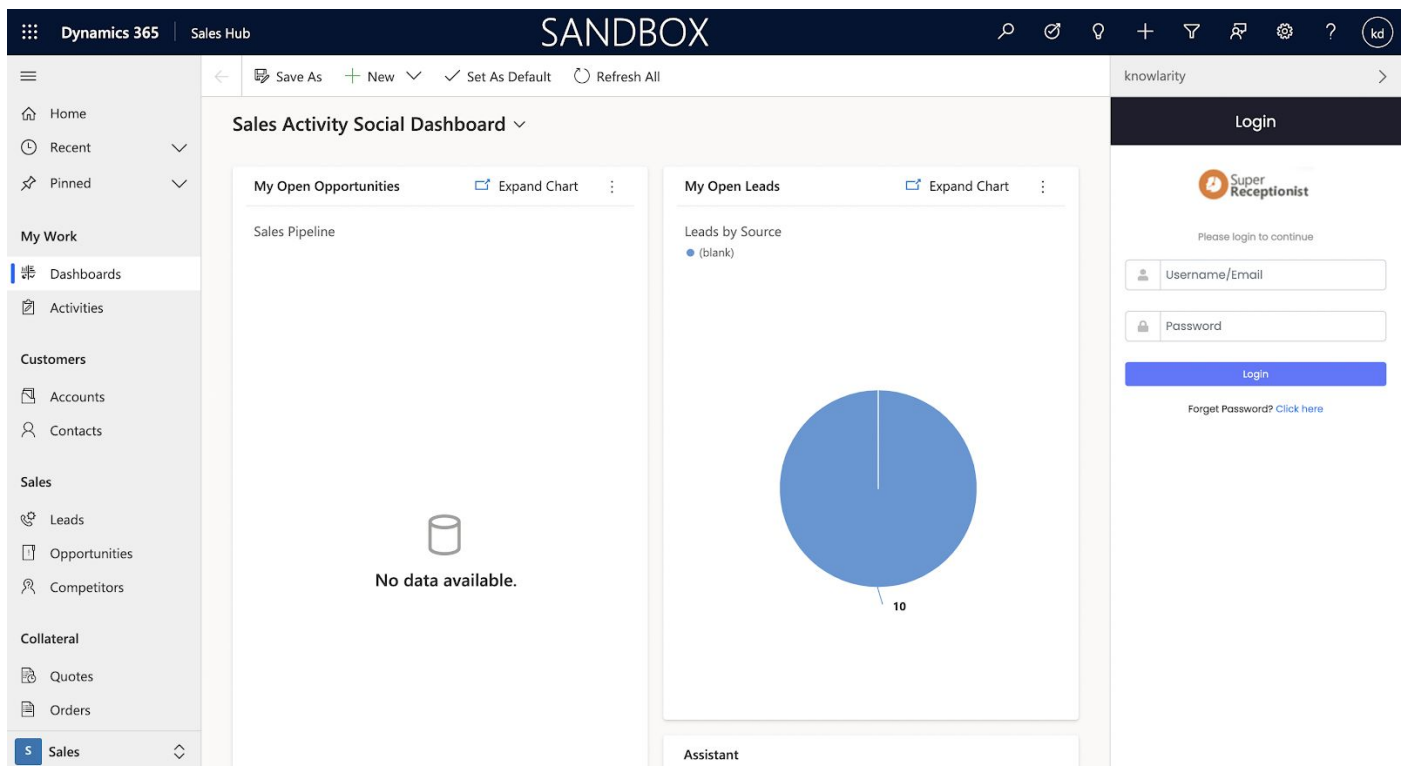 Dynamics 365 Sales Hub
SANDBOX
kd
Save As New Set As Default Refresh All
knowlarity
Home
Recent
Pinned
My Work
Dashboards
Activities
Customers
Accounts
Contacts
Sales
Leads
Opportunities
Competitors
Collateral
Quotes
Orders
S Sales
Sales Activity Social Dashboard
My Open Opportunities Expand Chart
Sales Pipeline
No data available.
My Open Leads Expand Chart
Leads by Source
(blank)
10
Assistant
Login
Super
Receptionist
Please login to continue
Username/Email
Password
Login
Forget Password? Click here